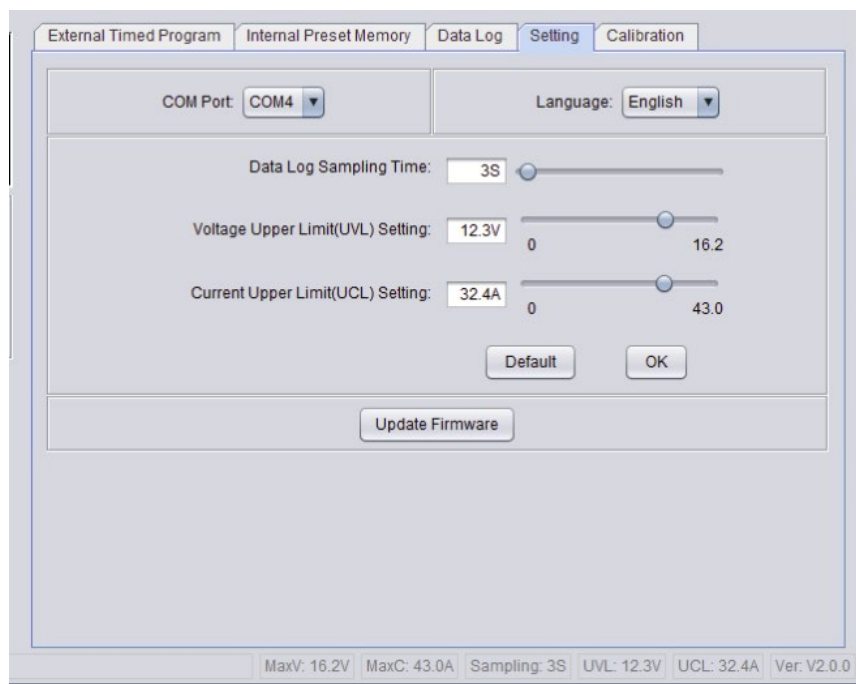 External Timed Program Internal Preset Memory Data Log Setting Calibration
COM Port: COM4 Language: English
Data Log Sampling Time: 3S
Voltage Upper Limit(UVL) Setting: 12.3V
0 16.2
Current Upper Limit(UCL) Setting: 32.4A
0 43.0
Default OK
Update Firmware
MaxV: 16.2V MaxC: 43.0A Sampling: 3S UVL: 12.3V UCL: 32.4A Ver: V2.0.0